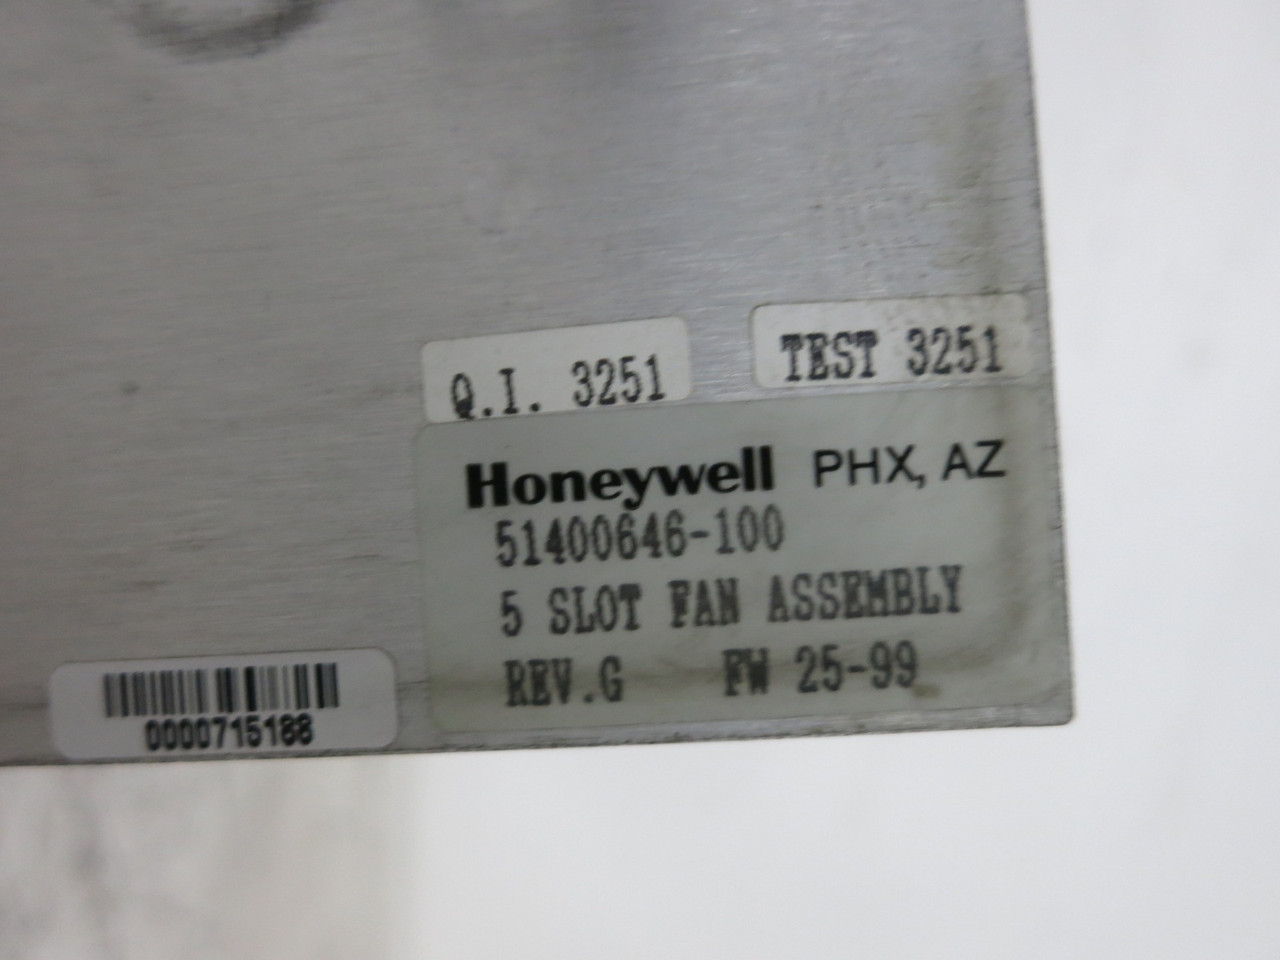 Q.I. 3251
TEST 3251
Honeywell PHX, AZ
51400646-100
5 SLOT FAN ASSEMBLY
REV.G FW 25-99
0000715188